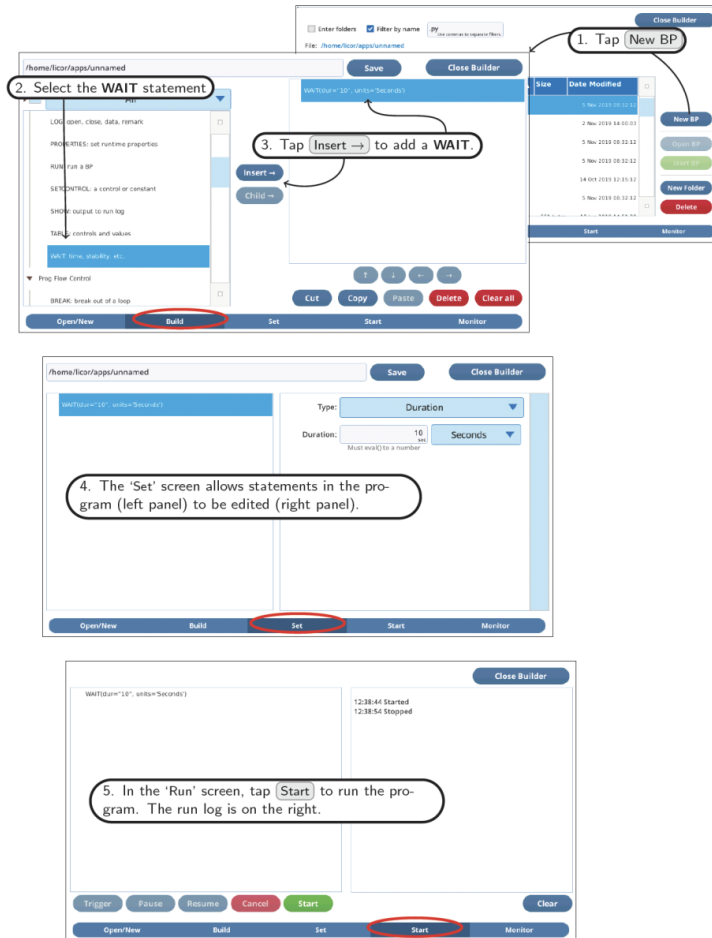 Close Builder
Enter folders
Filter by name
.py
Use commas to separate filters
File: /home/licor/apps/unnamed
1. Tap New BP
Size
Date Modified
5 Nov 2019 08:32:12
2 Nov 2019 14:00:03
5 Nov 2019 08:32:12
5 Nov 2019 08:32:12
14 Oct 2019 12:15:12
5 Nov 2019 08:32:12
New BP
Open BP
Start BP
New Folder
Delete
Start
Monitor
/home/licor/apps/unnamed
Save
Close Builder
2. Select the WAIT statement
All
LOG: open, close, data, remark
PROPERTIES: set runtime properties
RUN: run a BP
SETCONTROL: a control or constant
SHOW: output to run log
TABLE: controls and values
WAIT: time, stability, etc.
Prog Flow Control
BREAK: break out of a loop
WAIT(dur="10", units='Seconds')
3. Tap Insert → to add a WAIT.
Insert →
Child →
↑ ↓ ← →
Cut
Copy
Paste
Delete
Clear all
Open/New
Build
Set
Start
Monitor
/home/licor/apps/unnamed
Save
Close Builder
WAIT(dur="10", units='Seconds')
Type:
Duration
Duration:
10
sec
Seconds
Must eval() to a number
4. The ‘Set’ screen allows statements in the pro-
gram (left panel) to be edited (right panel).
Open/New
Build
Set
Start
Monitor
Close Builder
WAIT(dur="10", units='Seconds')
12:38:44 Started
12:38:54 Stopped
5. In the ‘Run’ screen, tap Start to run the pro-
gram. The run log is on the right.
Trigger
Pause
Resume
Cancel
Start
Clear
Open/New
Build
Set
Start
Monitor